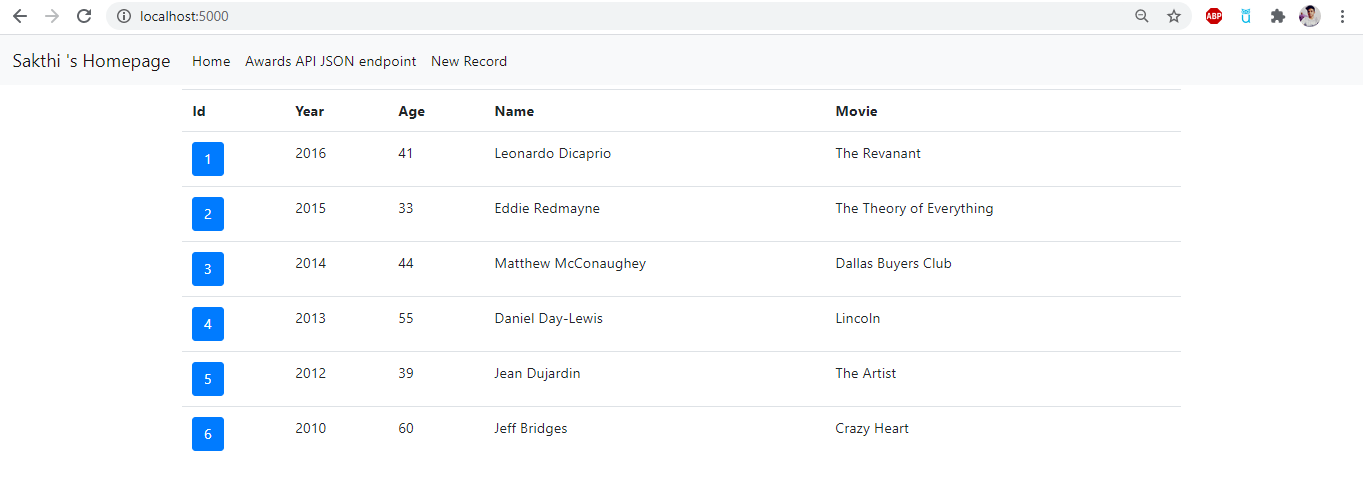 localhost:5000
ABP
Sakthi 's Homepage Home Awards API JSON endpoint New Record
Id Year Age Name Movie
1 2016 41 Leonardo Dicaprio The Revanant
2 2015 33 Eddie Redmayne The Theory of Everything
3 2014 44 Matthew McConaughey Dallas Buyers Club
4 2013 55 Daniel Day-Lewis Lincoln
5 2012 39 Jean Dujardin The Artist
6 2010 60 Jeff Bridges Crazy Heart